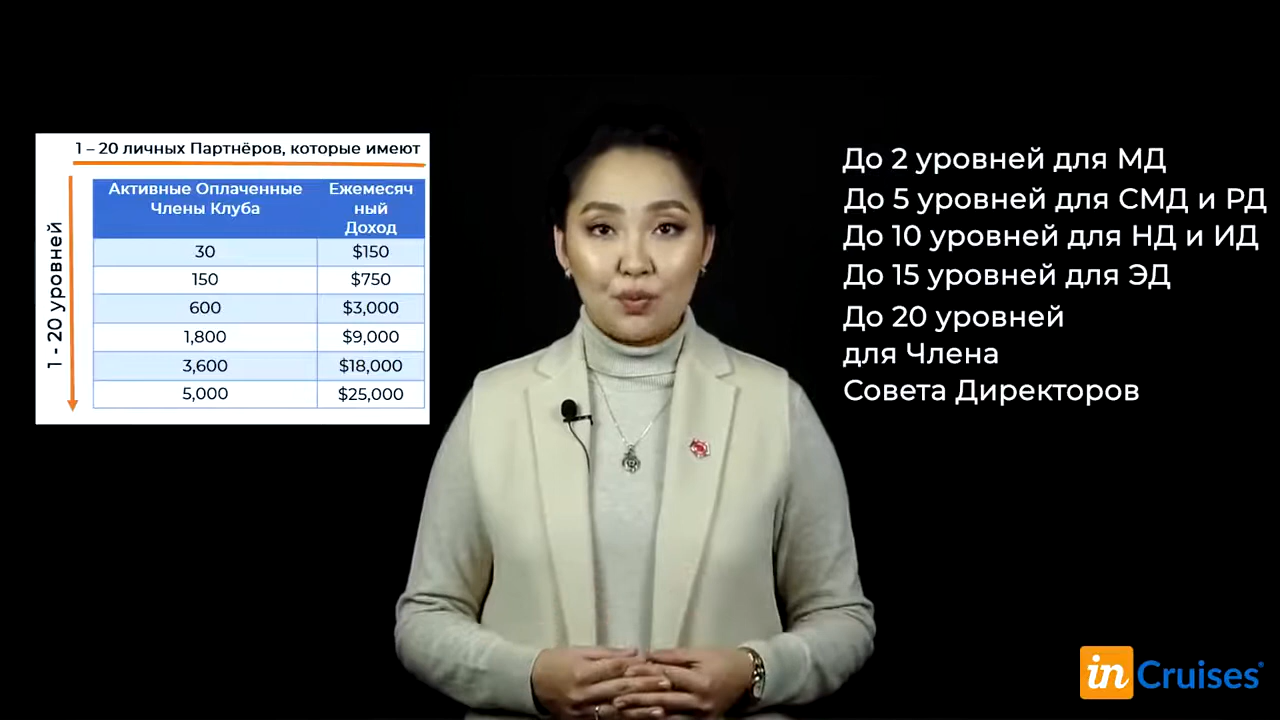 1 – 20 личных Партнёров, которые имеют
1 - 20 уровней
Активные Оплаченные Члены Клуба
Ежемесяч
ный
Доход
30 $150
150 $750
600 $3,000
1,800 $9,000
3,600 $18,000
5,000 $25,000
До 2 уровней для МД
До 5 уровней для СМД и РД
До 10 уровней для НД и ИД
До 15 уровней для ЭД
До 20 уровней
для Члена
Совета Директоров
in Cruises®